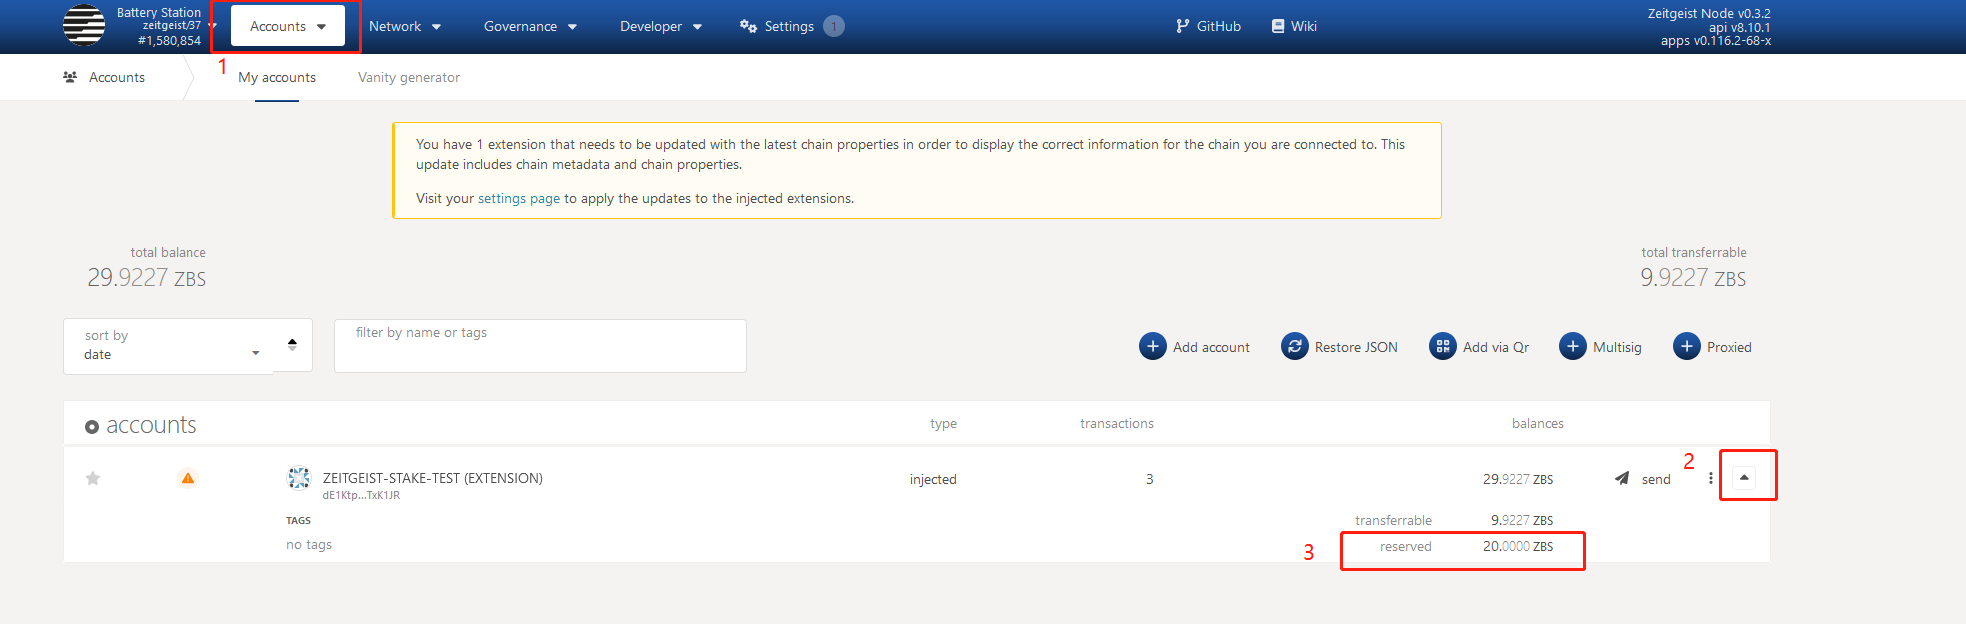 Battery Station
zeitgeist/37
#1,580,854
Accounts
Network
Governance
Developer
Settings
1
GitHub
Wiki
Zeitgeist Node v0.3.2
api v8.10.1
apps v0.116.2-68-x
1
Accounts
My accounts
Vanity generator
You have 1 extension that needs to be updated with the latest chain properties in order to display the correct information for the chain you are connected to. This
update includes chain metadata and chain properties.
Visit your settings page to apply the updates to the injected extensions.
total balance
29.9227 ZBS
total transferrable
9.9227 ZBS
sort by
date
filter by name or tags
Add account
Restore JSON
Add via Qr
Multisig
Proxied
accounts
type
transactions
balances
2
ZEITGEIST-STAKE-TEST (EXTENSION)
dE1Ktp...TxK1JR
injected
3
29.9227 ZBS
send
TAGS
no tags
transferrable
9.9227 ZBS
3
reserved
20.0000 ZBS